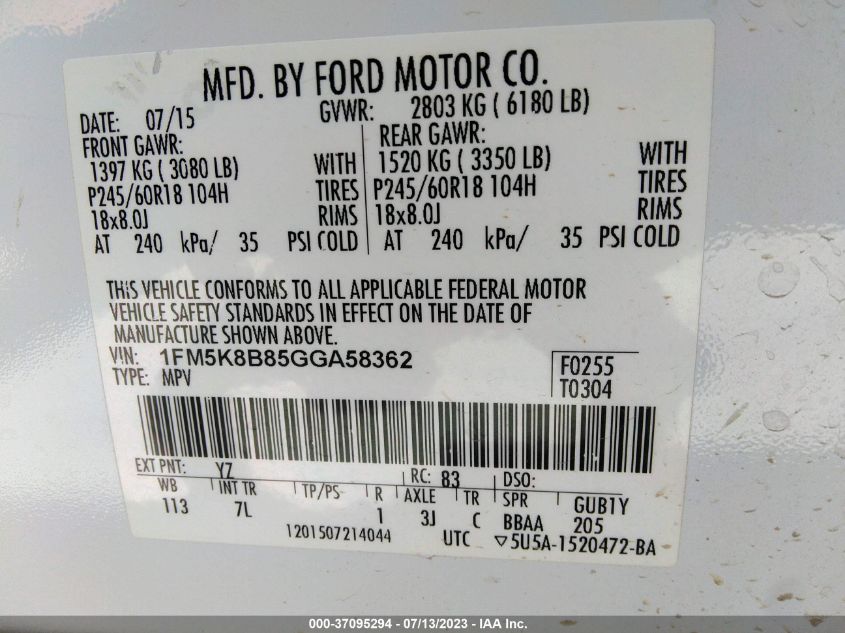 MFD. BY FORD MOTOR CO.
DATE: 07/15 GVWR: 2803 KG ( 6180 LB)
FRONT GAWR: REAR GAWR:
1397 KG ( 3080 LB) WITH 1520 KG ( 3350 LB) WITH
P245/60R18 104H TIRES P245/60R18 104H TIRES
18x8.0J RIMS 18x8.0J RIMS
AT 240 kPa/ 35 PSI COLD AT 240 kPa/ 35 PSI COLD
THIS VEHICLE CONFORMS TO ALL APPLICABLE FEDERAL MOTOR
VEHICLE SAFETY STANDARDS IN EFFECT ON THE DATE OF
MANUFACTURE SHOWN ABOVE.
VIN: 1FM5K8B85GGA58362 F0255
TYPE: MPV T0304
EXT PNT: YZ RC: 83 DSO:
WB INT TR TP/PS R AXLE TR SPR GUB1Y
113 7L 1 3J C BBAA 205
1201507214044 UTC ▽5U5A-1520472-BA
000-37095294 - 07/13/2023 - IAA Inc.